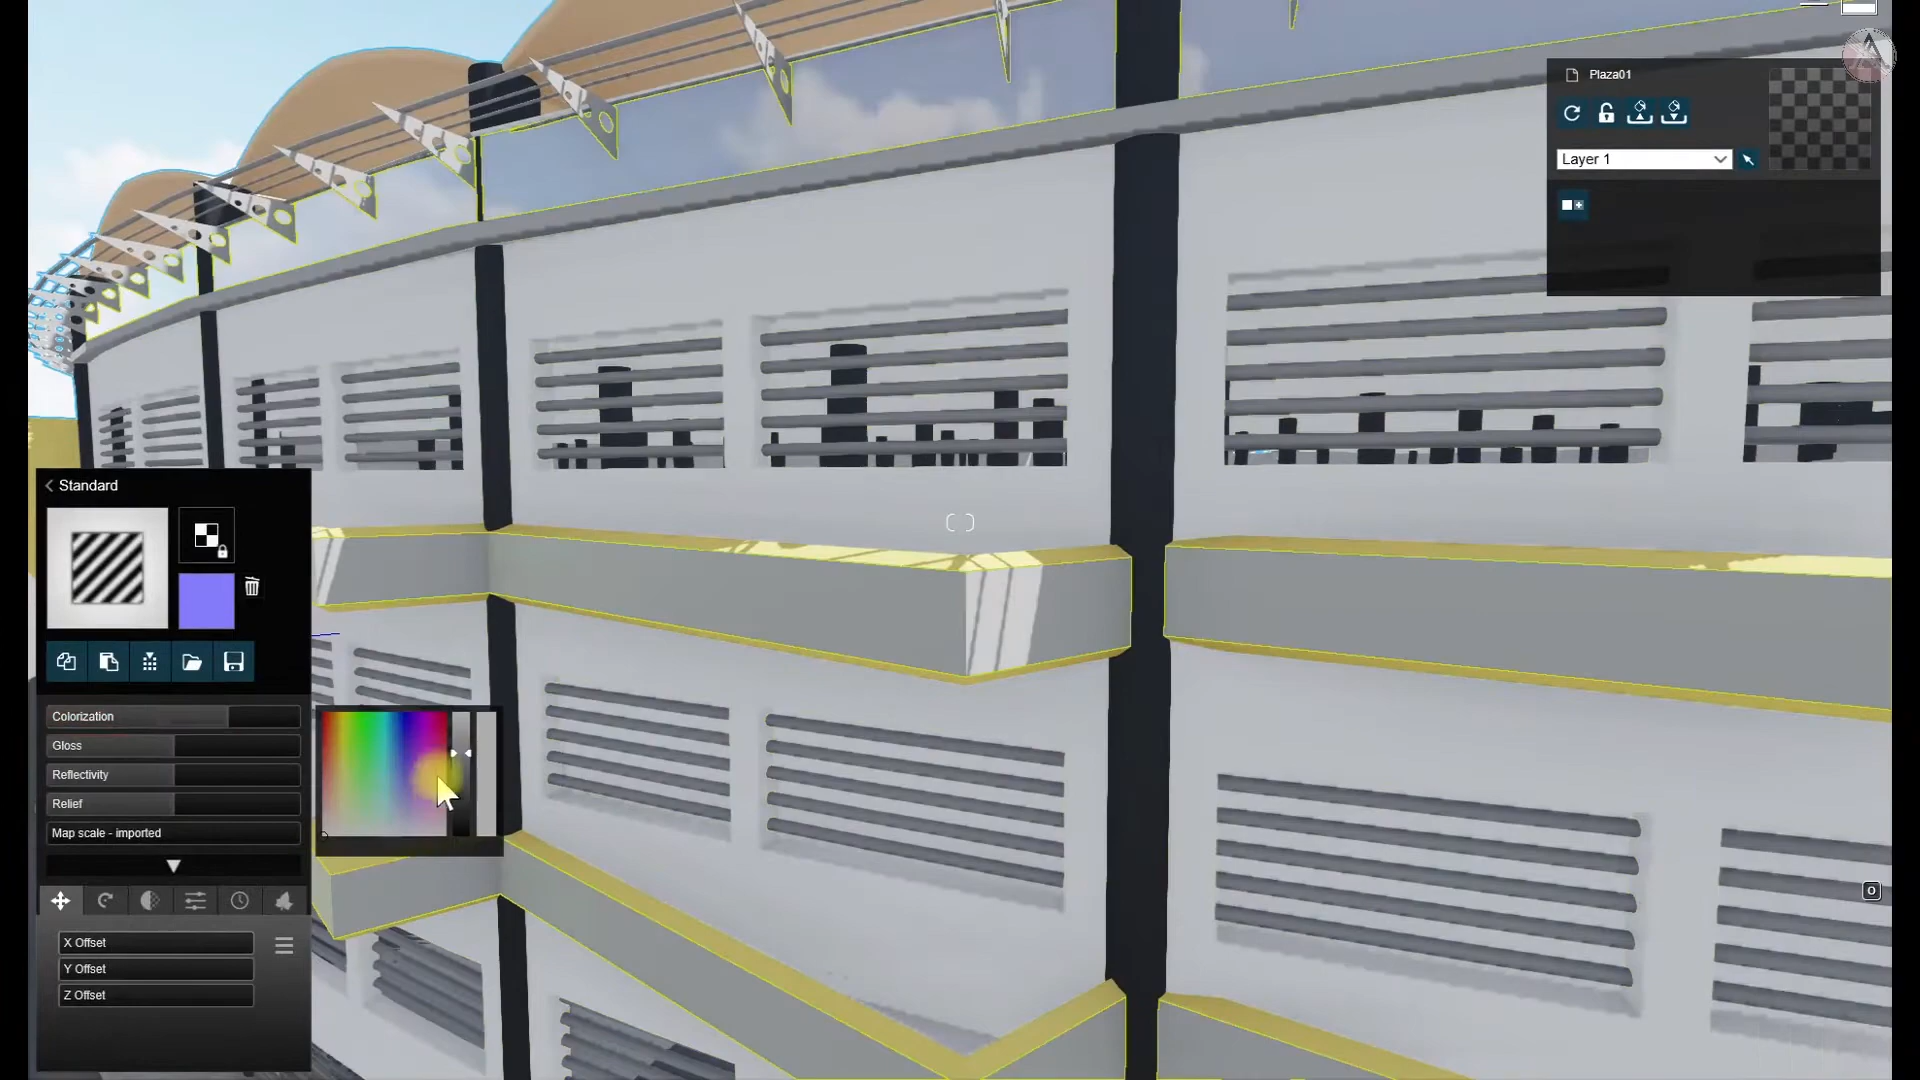 Plaza01
Layer 1
Standard
Colorization
Gloss
Reflectivity
Relief
Map scale - imported
X Offset
Y Offset
Z Offset
O